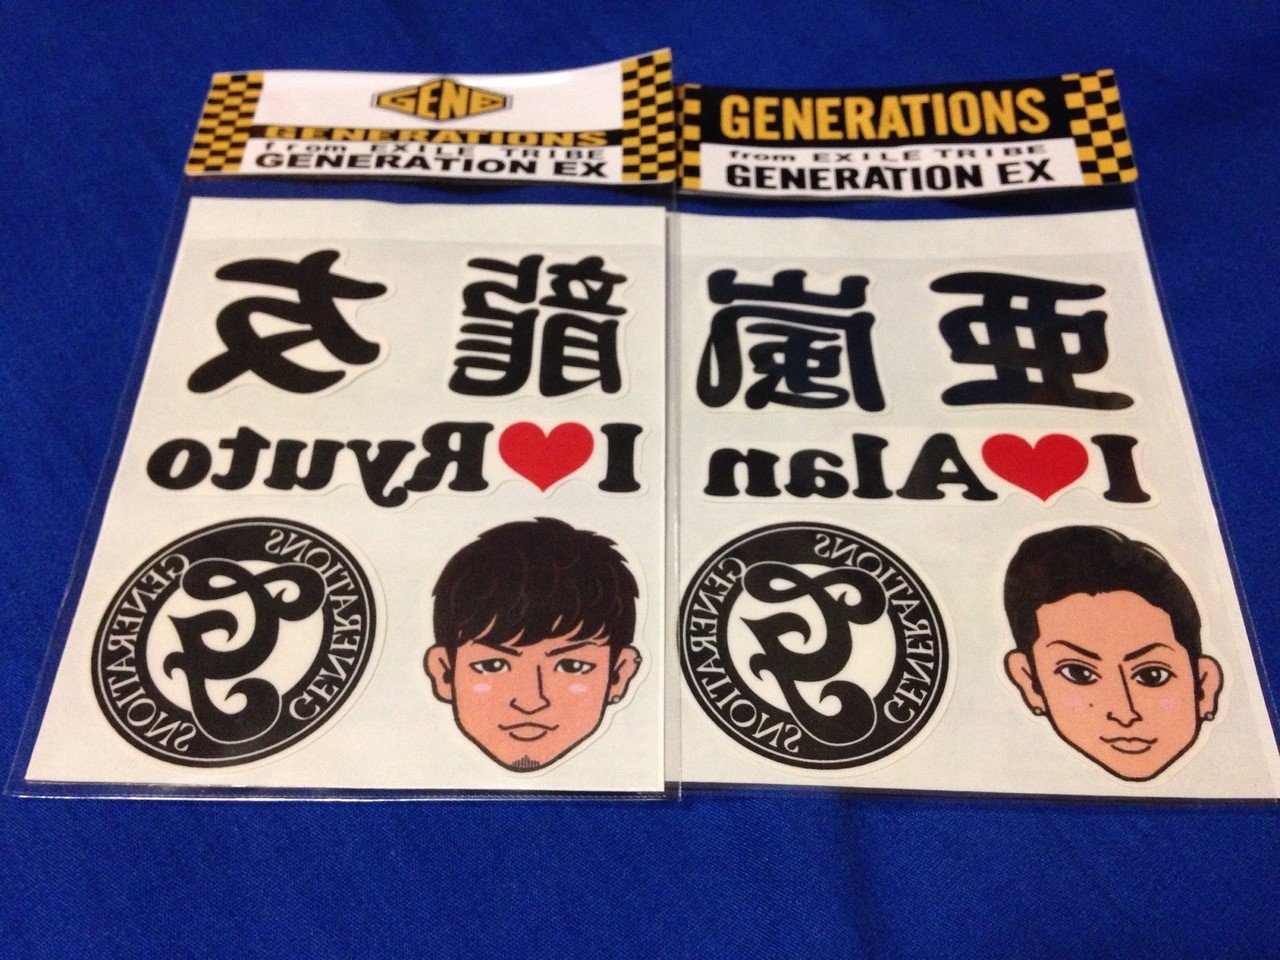 GENE
GENERATIONS
from EXILE TRIBE
GENERATION EX
友 龍
I ❤ Ryuto
GENERATIONS
GENERATIONS
G
GENERATIONS
from EXILE TRIBE
GENERATION EX
嵐 亜
I ❤ Alan
GENERATIONS
GENERATIONS
G